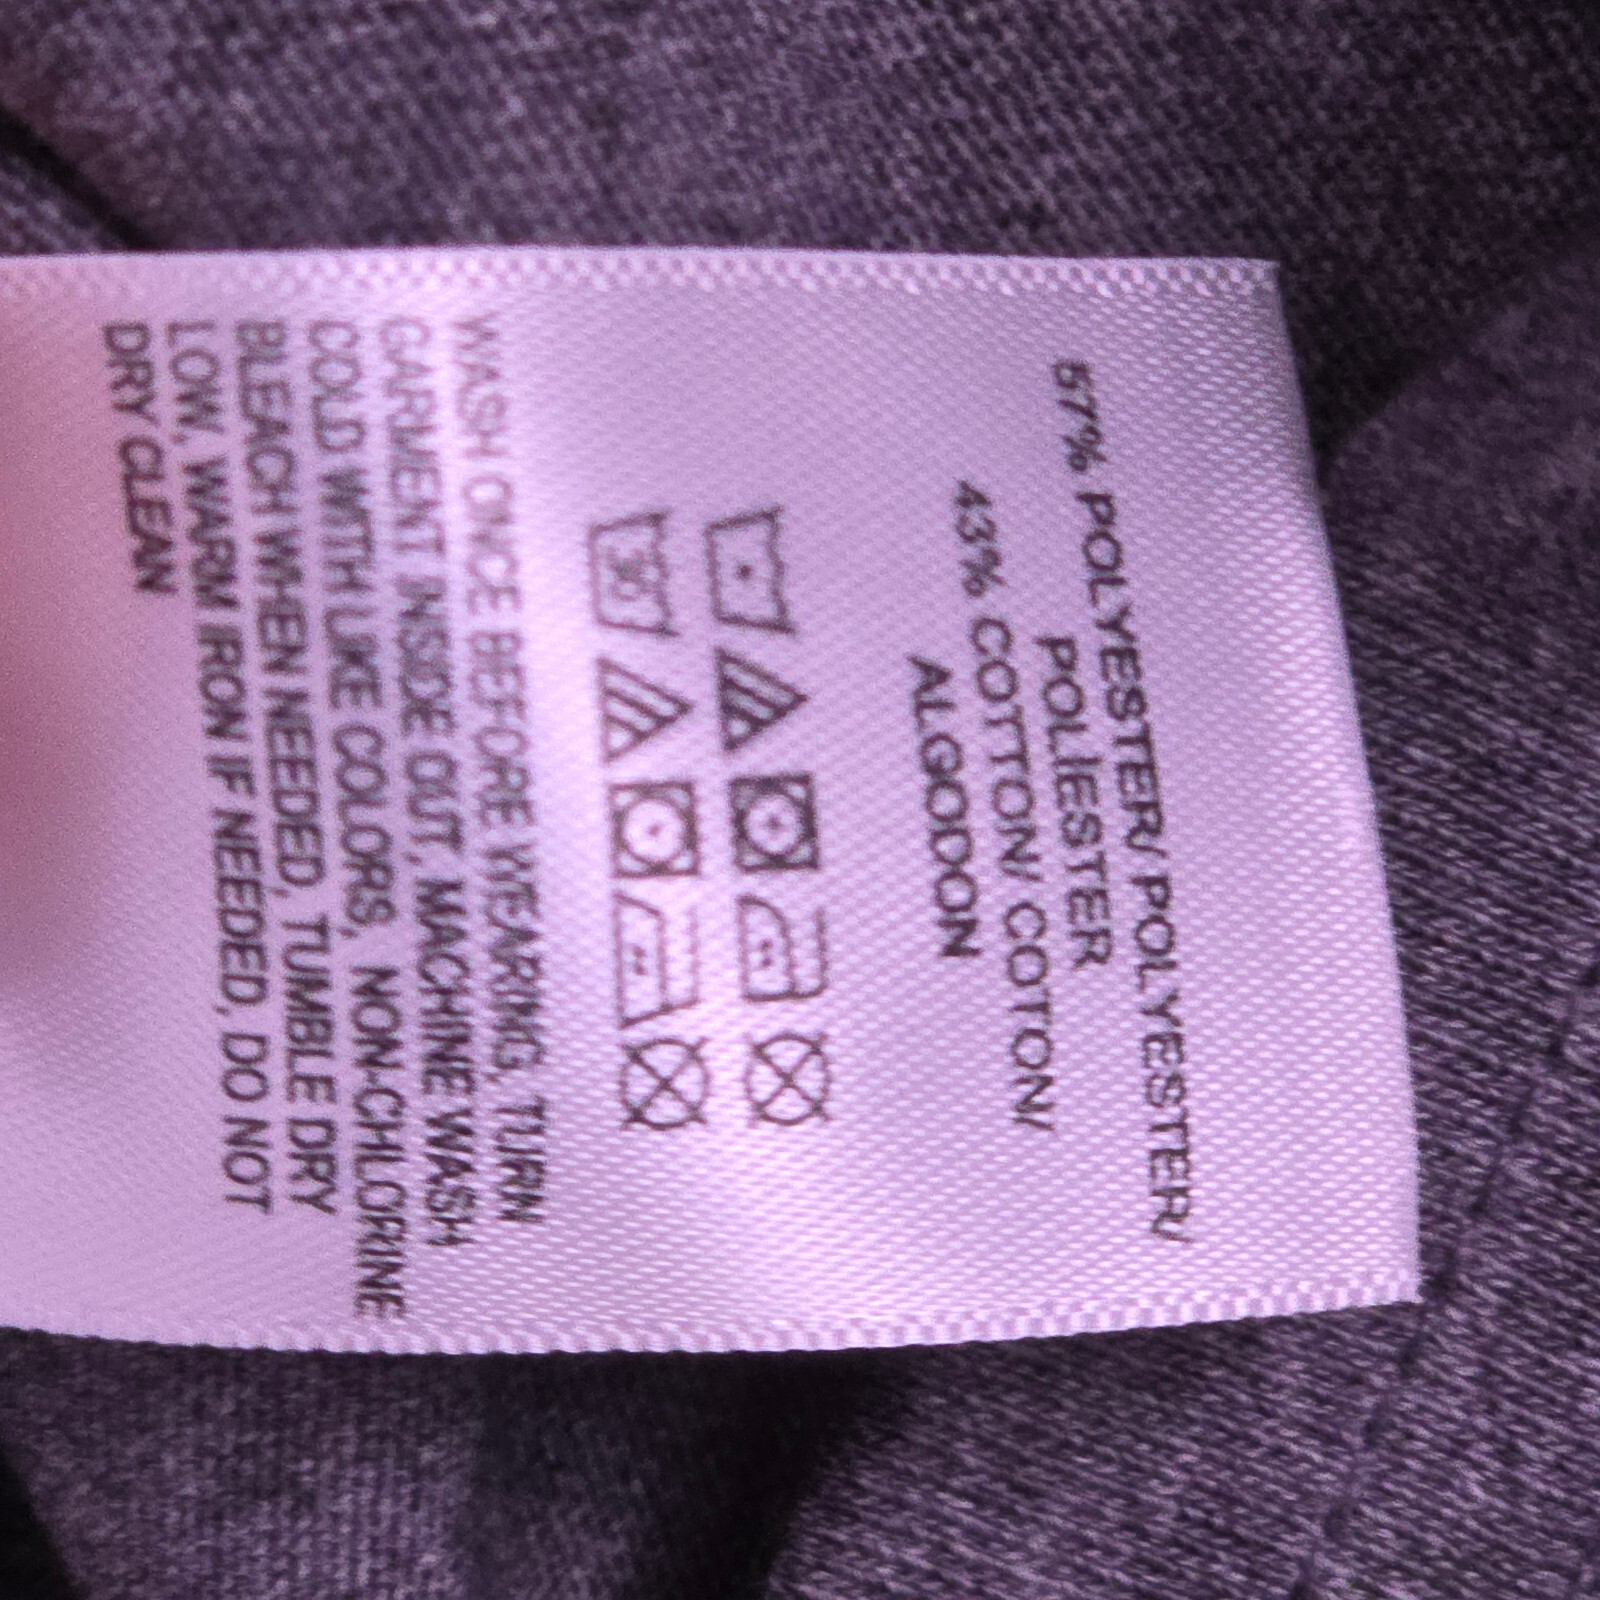 57% POLYESTER/ POLYESTER/
POLIESTER
43% COTTON/ COTON/
ALGODON
30
WASH ONCE BEFORE WEARING, TURN
GARMENT INSIDE OUT, MACHINE WASH
COLD WITH LIKE COLORS, NON-CHLORINE
BLEACH WHEN NEEDED, TUMBLE DRY
LOW, WARM IRON IF NEEDED, DO NOT
DRY CLEAN